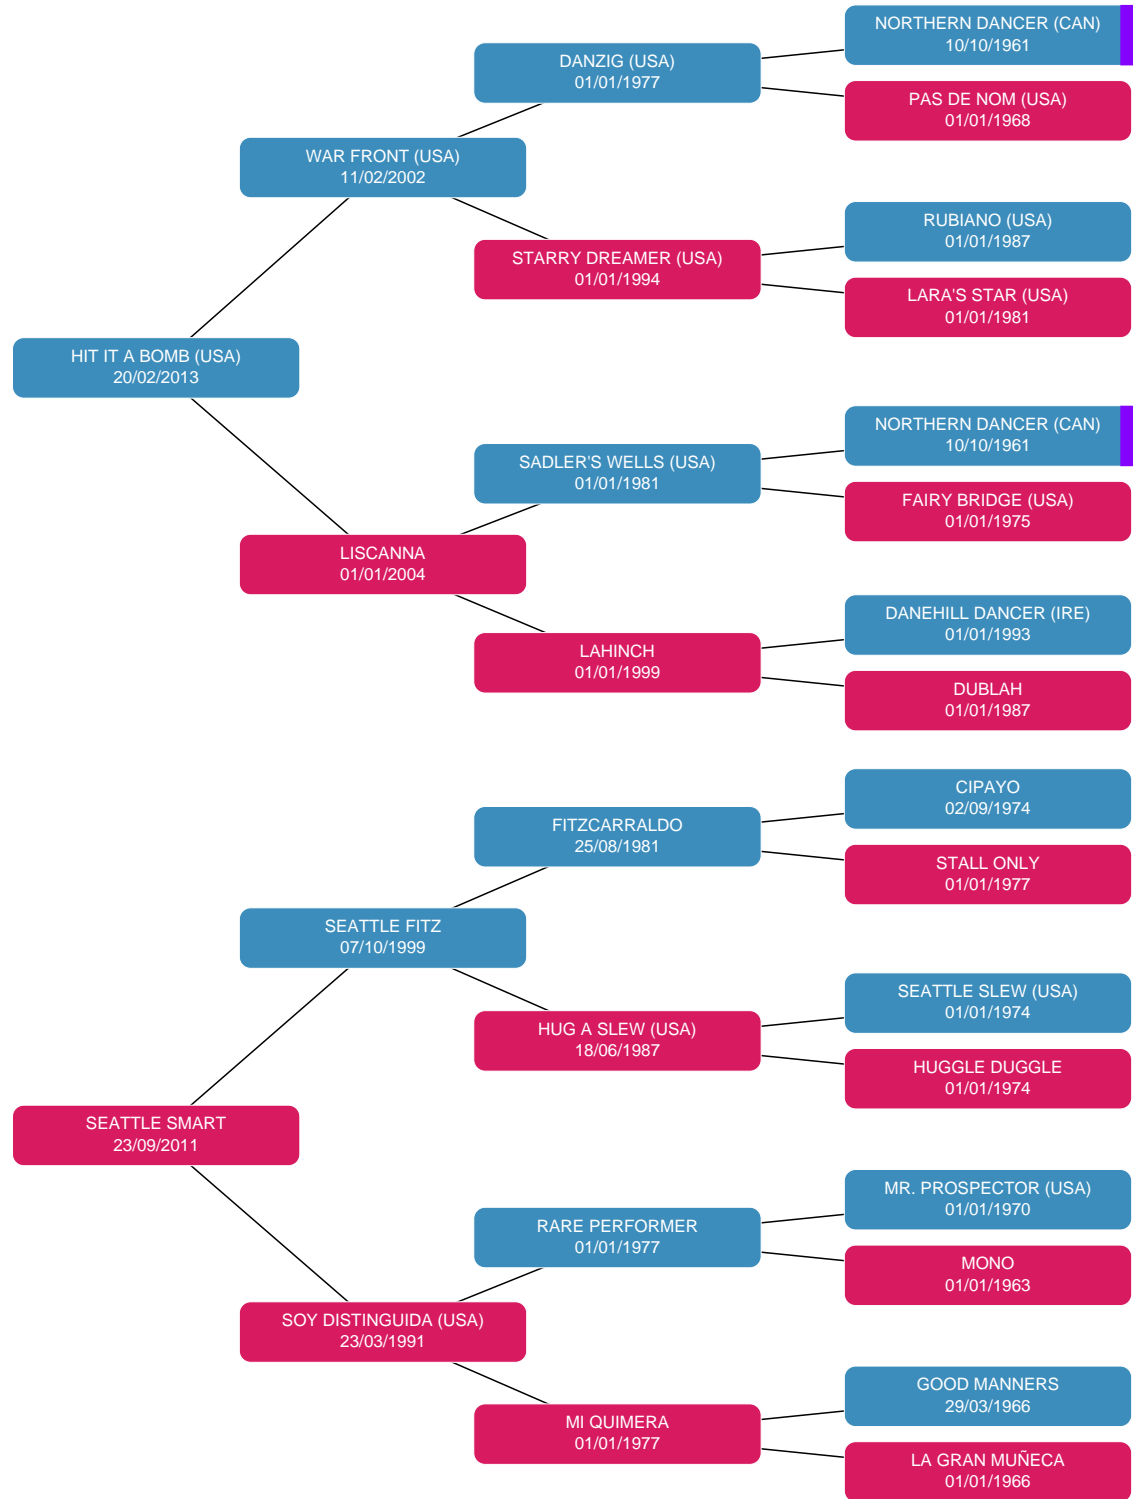 NORTHERN DANCER (CAN)
10/10/1961
DANZIG (USA)
01/01/1977
PAS DE NOM (USA)
01/01/1968
WAR FRONT (USA)
11/02/2002
RUBIANO (USA)
01/01/1987
STARRY DREAMER (USA)
01/01/1994
LARA'S STAR (USA)
01/01/1981
HIT IT A BOMB (USA)
20/02/2013
NORTHERN DANCER (CAN)
10/10/1961
SADLER'S WELLS (USA)
01/01/1981
FAIRY BRIDGE (USA)
01/01/1975
LISCANNA
01/01/2004
DANEHILL DANCER (IRE)
01/01/1993
LAHINCH
01/01/1999
DUBLAH
01/01/1987
CIPAYO
02/09/1974
FITZCARRALDO
25/08/1981
STALL ONLY
01/01/1977
SEATTLE FITZ
07/10/1999
SEATTLE SLEW (USA)
01/01/1974
HUG A SLEW (USA)
18/06/1987
HUGGLE DUGGLE
01/01/1974
SEATTLE SMART
23/09/2011
MR. PROSPECTOR (USA)
01/01/1970
RARE PERFORMER
01/01/1977
MONO
01/01/1963
SOY DISTINGUIDA (USA)
23/03/1991
GOOD MANNERS
29/03/1966
MI QUIMERA
01/01/1977
LA GRAN MUÑECA
01/01/1966